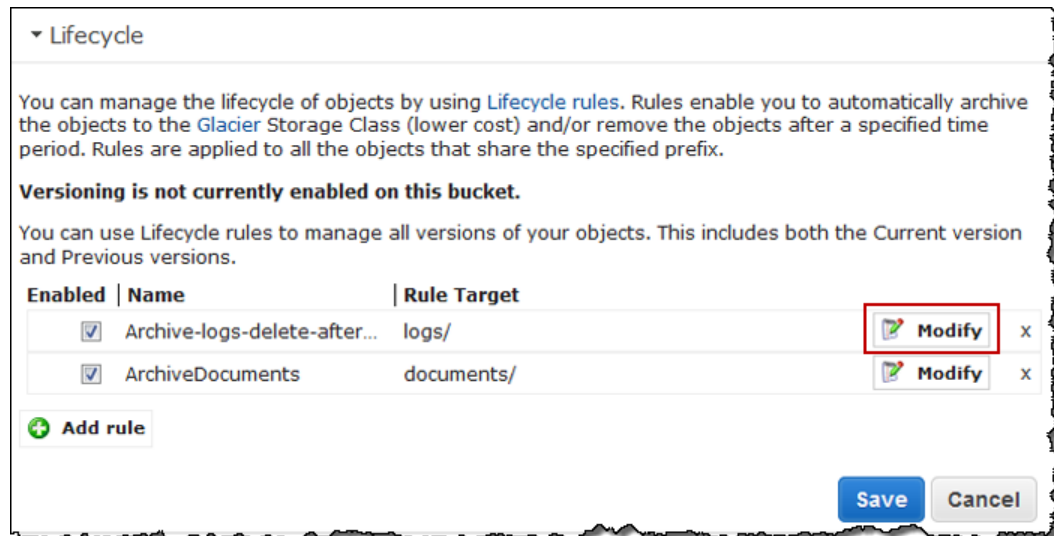 Lifecycle
You can manage the lifecycle of objects by using Lifecycle rules. Rules enable you to automatically archive
the objects to the Glacier Storage Class (lower cost) and/or remove the objects after a specified time
period. Rules are applied to all the objects that share the specified prefix.
Versioning is not currently enabled on this bucket.
You can use Lifecycle rules to manage all versions of your objects. This includes both the Current version
and Previous versions.
Enabled | Name | Rule Target
Archive-logs-delete-after... logs/ Modify x
ArchiveDocuments documents/ Modify x
Add rule
Save Cancel